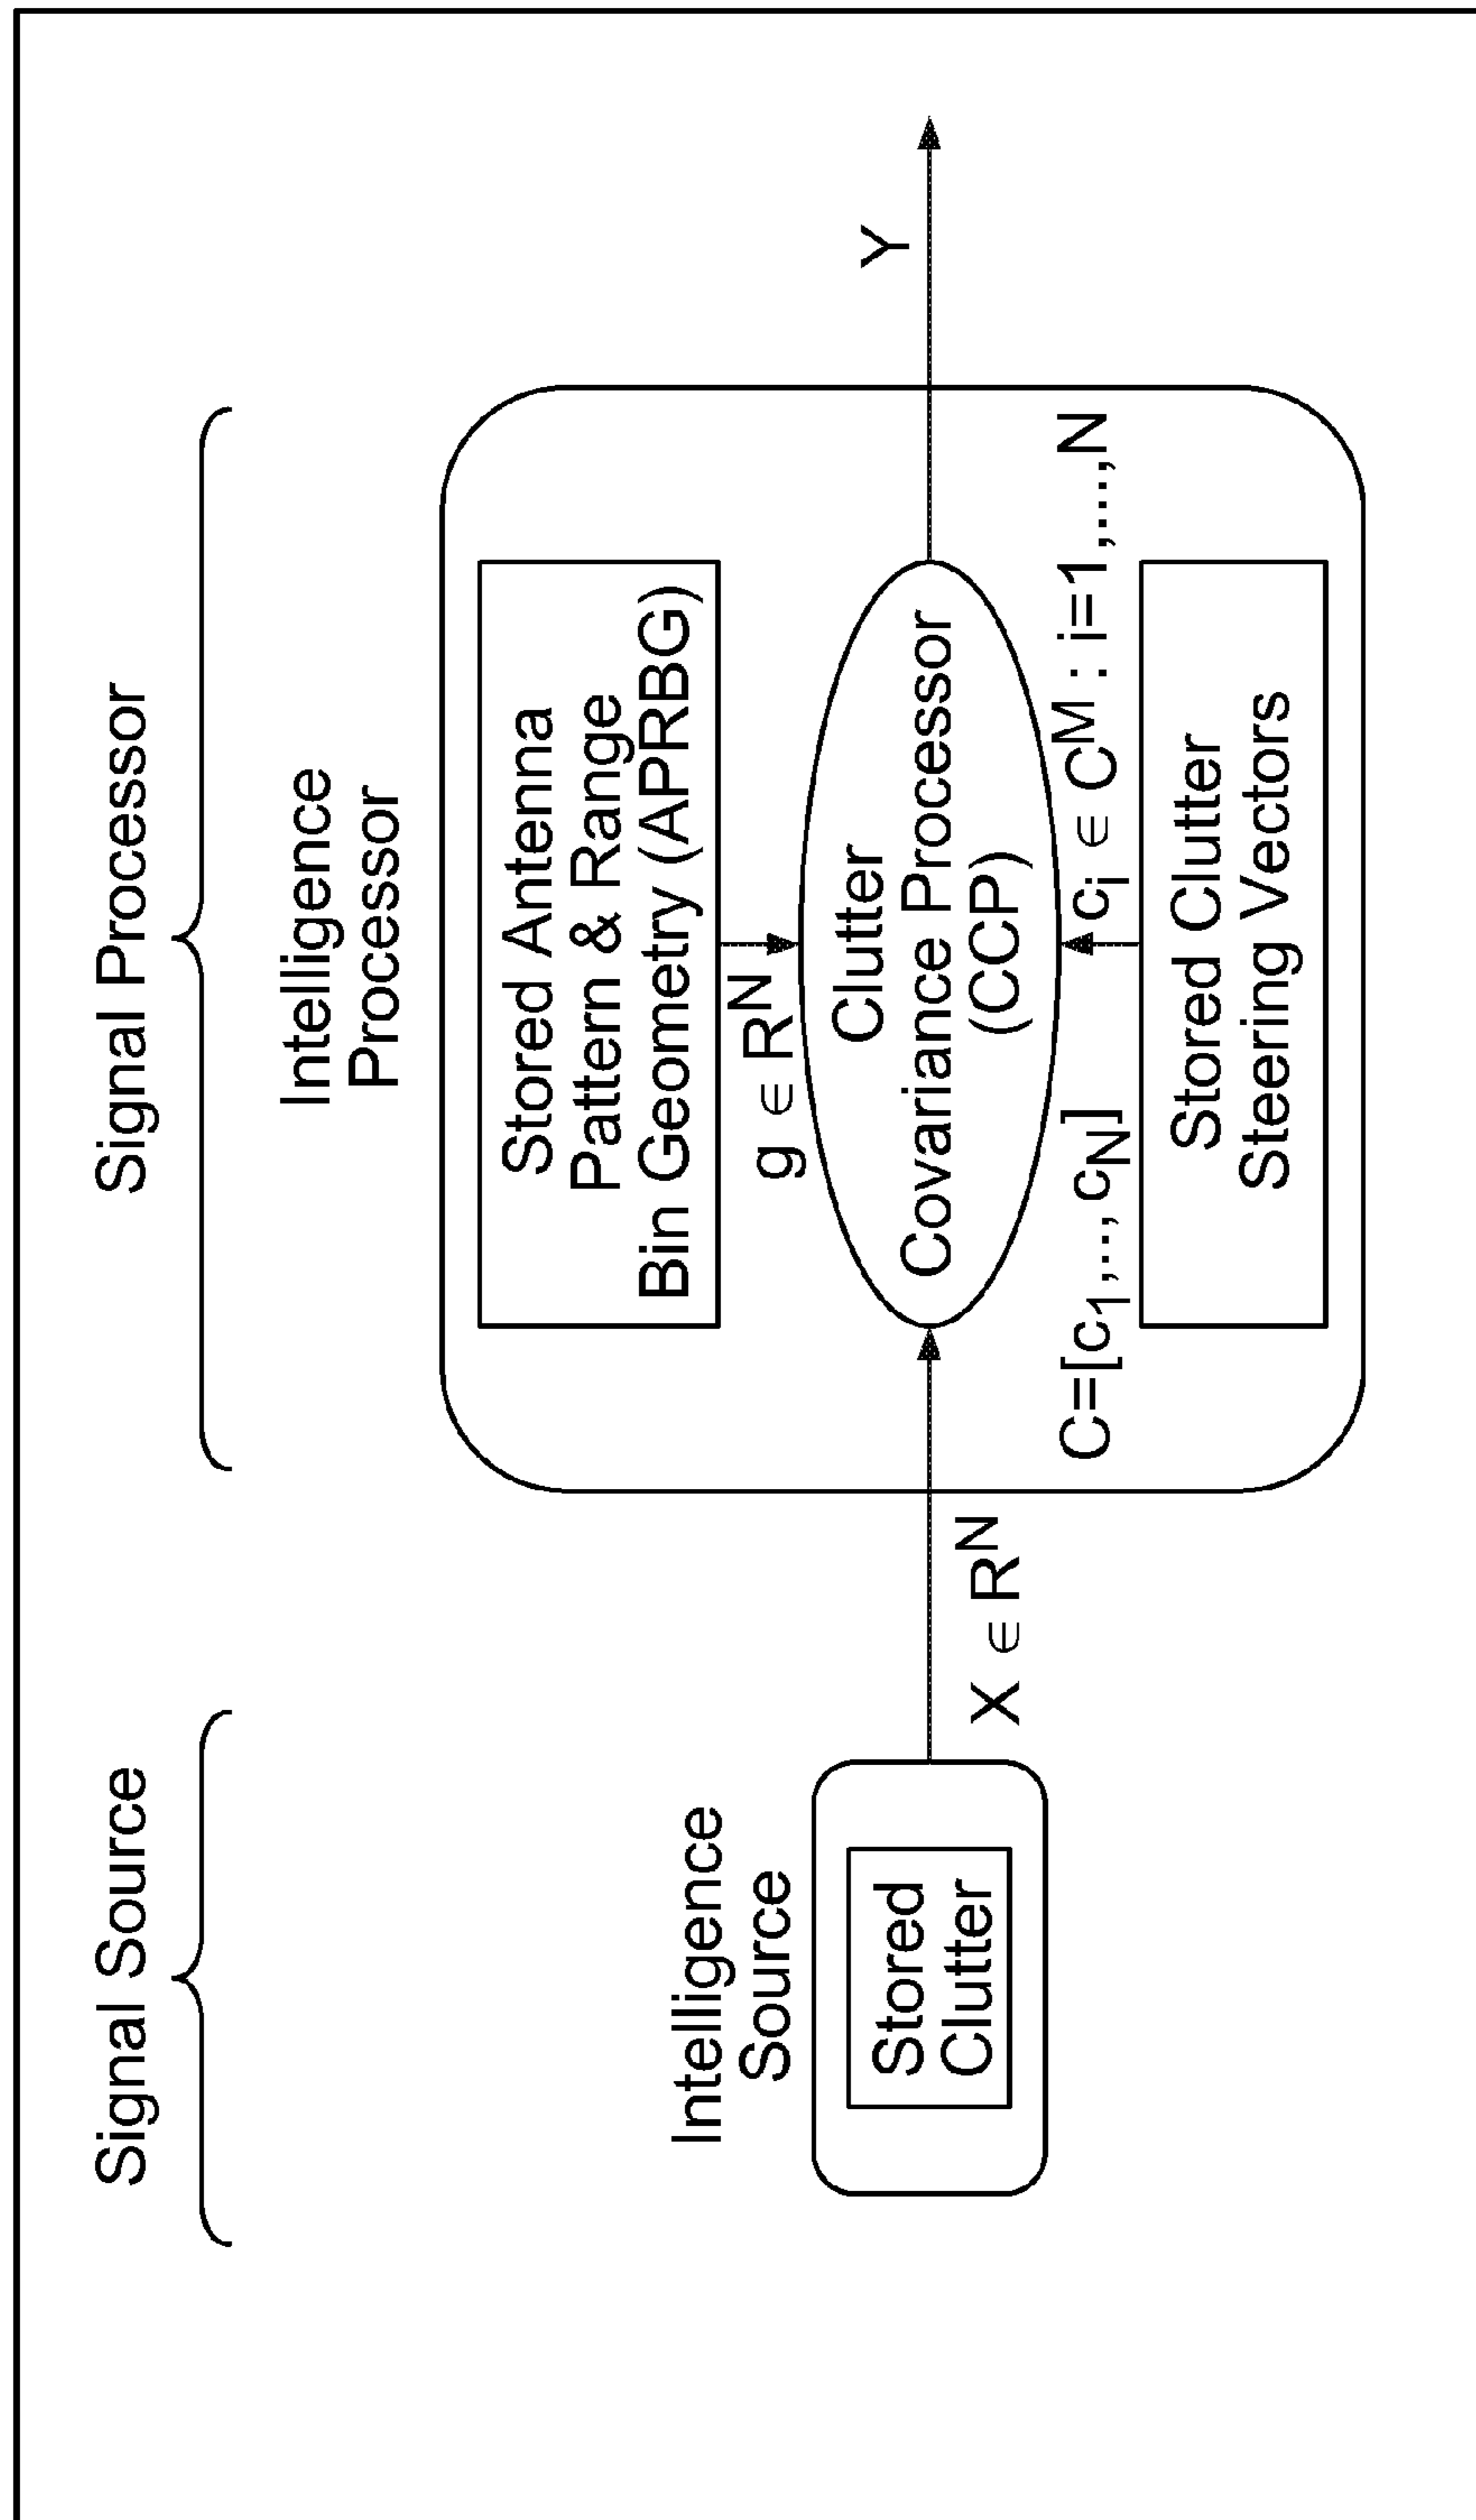 Signal Source
Signal Processor
Intelligence
Processor
Intelligence
Source
Stored
Clutter
X ∈ R^N
Stored Antenna
Pattern & Range
Bin Geometry (APRBG)
g ∈ R^N
Clutter
Covariance Processor
(CCP)
Y
C=[c_1,..,c_N]
c_i ∈ C^M : i=1,...,N
Stored Clutter
Steering Vectors